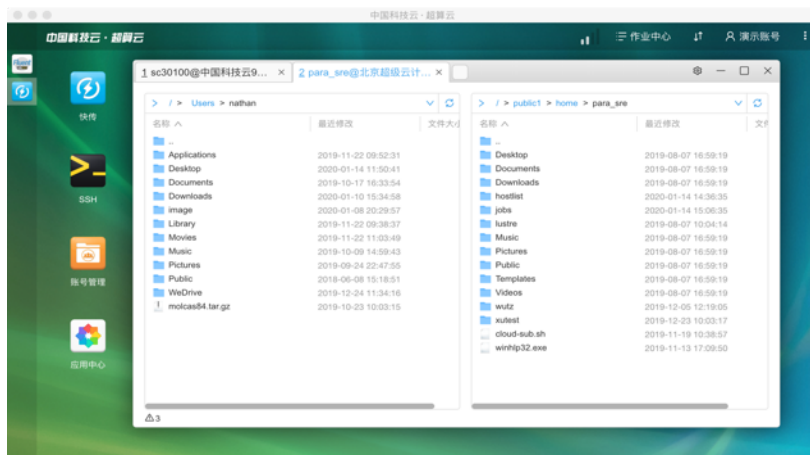 中国科技云 · 超算云
中国科技云 · 超算云
作业中心
演示账号
快传
SSH
账号管理
应用中心
1 sc30100@中国科技云9... ×
2 para_sre@北京超级云计... ×
> / > Users > nathan
名称 最近修改 文件大小
..
Applications 2019-11-22 09:52:31
Desktop 2020-01-14 11:50:41
Documents 2019-10-17 16:33:54
Downloads 2020-01-10 15:34:58
image 2020-01-08 20:29:57
Library 2019-11-22 09:38:37
Movies 2019-11-22 11:03:49
Music 2019-10-09 14:59:43
Pictures 2019-09-24 22:47:55
Public 2018-06-08 15:18:51
WeDrive 2019-12-24 11:34:16
molcas84.tar.gz 2019-10-23 10:03:15
> / > public1 > home > para_sre
名称 最近修改 文件
..
Desktop 2019-08-07 16:59:19
Documents 2019-08-07 16:59:19
Downloads 2019-08-07 16:59:19
hostlist 2020-01-14 14:36:35
jobs 2020-01-14 15:06:35
lustre 2019-08-07 10:04:14
Music 2019-08-07 16:59:19
Pictures 2019-08-07 16:59:19
Public 2019-08-07 16:59:19
Templates 2019-08-07 16:59:19
Videos 2019-08-07 16:59:19
wutz 2019-12-05 12:19:05
xutest 2019-12-23 10:03:17
cloud-sub.sh 2019-11-19 10:38:57
winhlp32.exe 2019-11-13 17:09:50
3